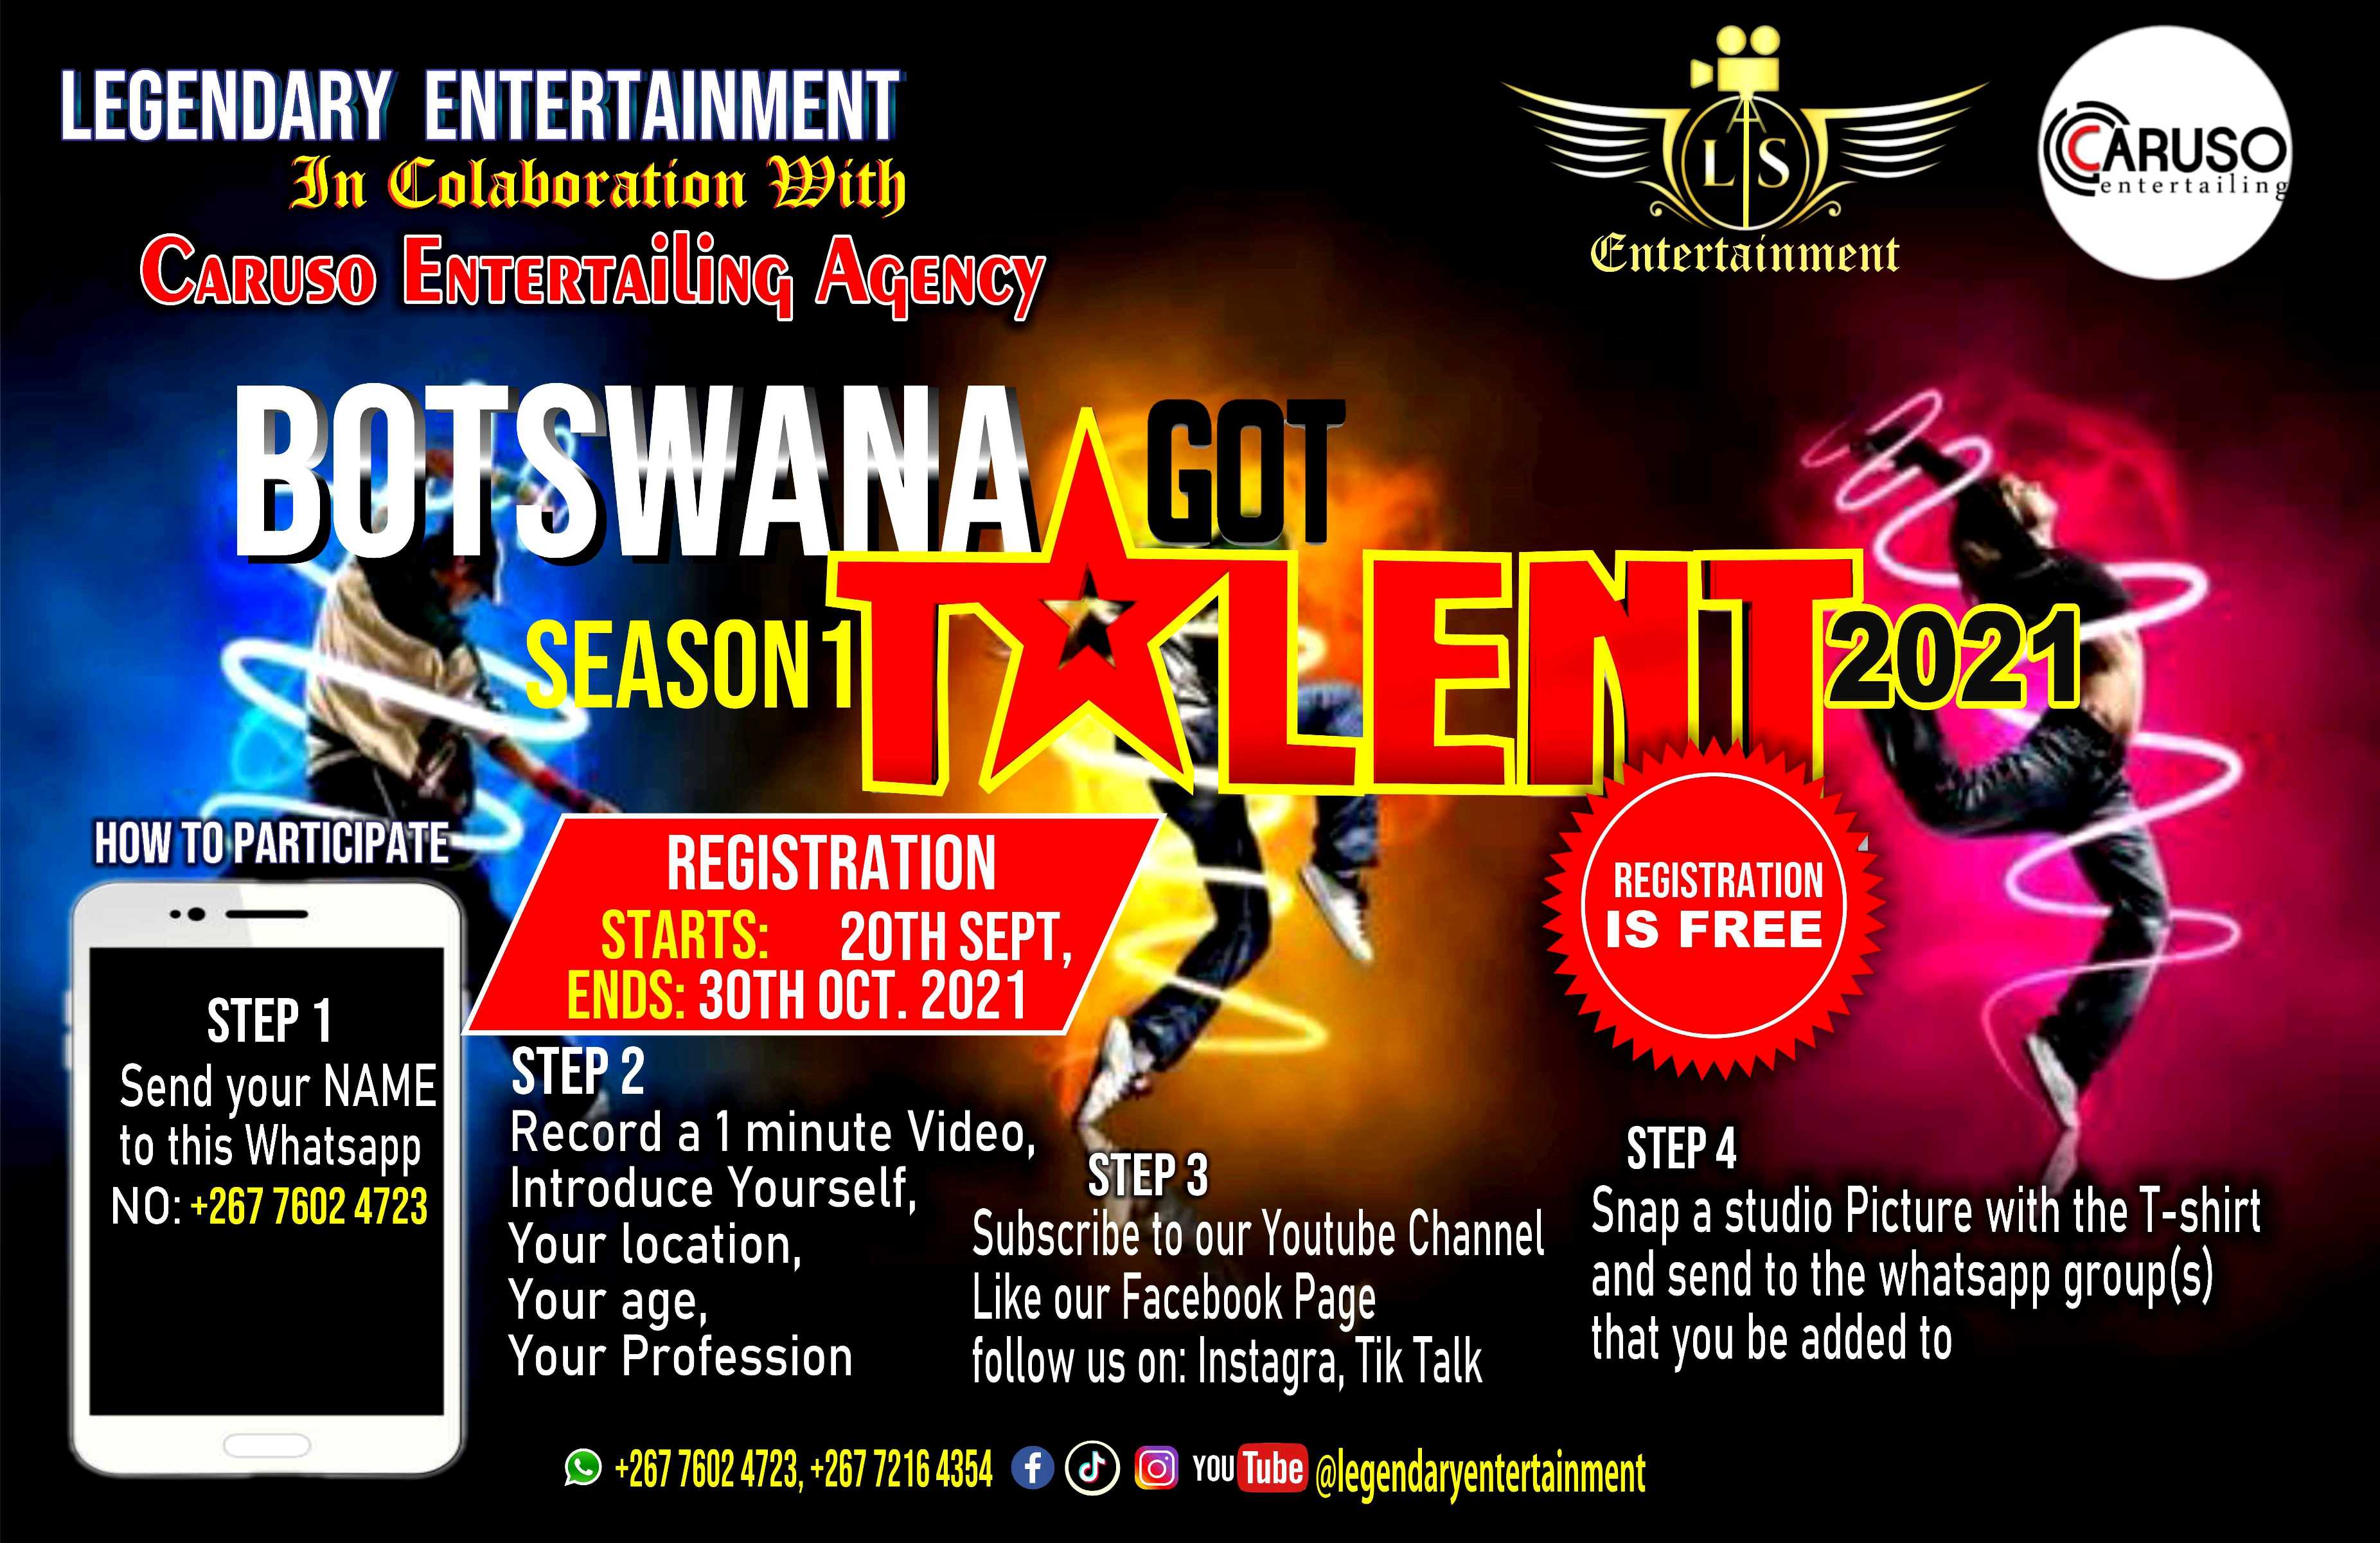 LEGENDARY ENTERTAINMENT
In Colaboration With
CARUSO ENTERTAiliNG AGENCY
L A S
Entertainment
CARUSO
entertailing
BOTSWANA GOT
TALENT
SEASON 1
2021
HOW TO PARTICIPATE
REGISTRATION
STARTS: 20TH SEPT,
ENDS: 30TH OCT. 2021
REGISTRATION
IS FREE
STEP 1
Send your NAME
to this Whatsapp
NO: +267 7602 4723
STEP 2
Record a 1 minute Video,
Introduce Yourself,
Your location,
Your age,
Your Profession
STEP 3
Subscribe to our Youtube Channel
Like our Facebook Page
follow us on: Instagra, Tik Talk
STEP 4
Snap a studio Picture with the T-shirt
and send to the whatsapp group(s)
that you be added to
+267 7602 4723, +267 7216 4354 f YOU Tube @legendaryentertainment